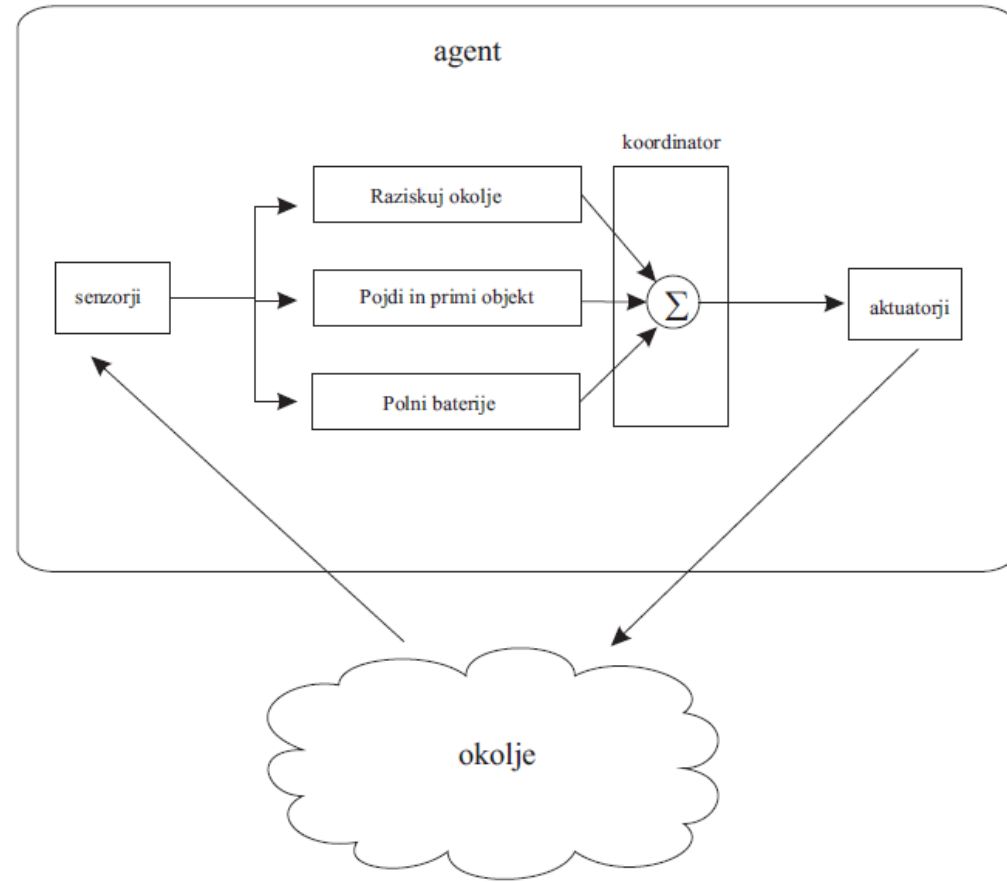 agent
koordinator
Raziskuj okolje
senzorji
Pojdi in primi objekt
Σ
aktuatorji
Polni baterije
okolje